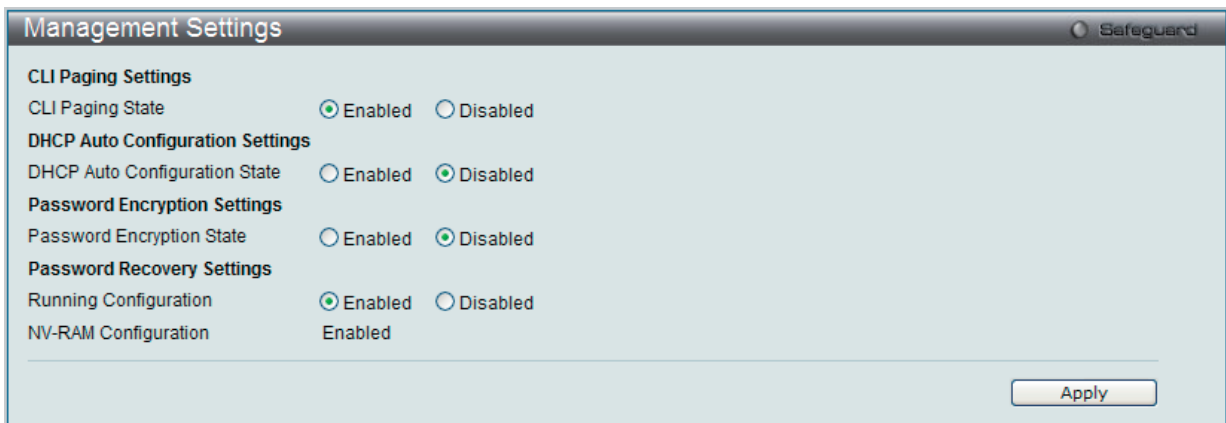 Management Settings
Safeguard
CLI Paging Settings
CLI Paging State Enabled Disabled
DHCP Auto Configuration Settings
DHCP Auto Configuration State Enabled Disabled
Password Encryption Settings
Password Encryption State Enabled Disabled
Password Recovery Settings
Running Configuration Enabled Disabled
NV-RAM Configuration Enabled
Apply